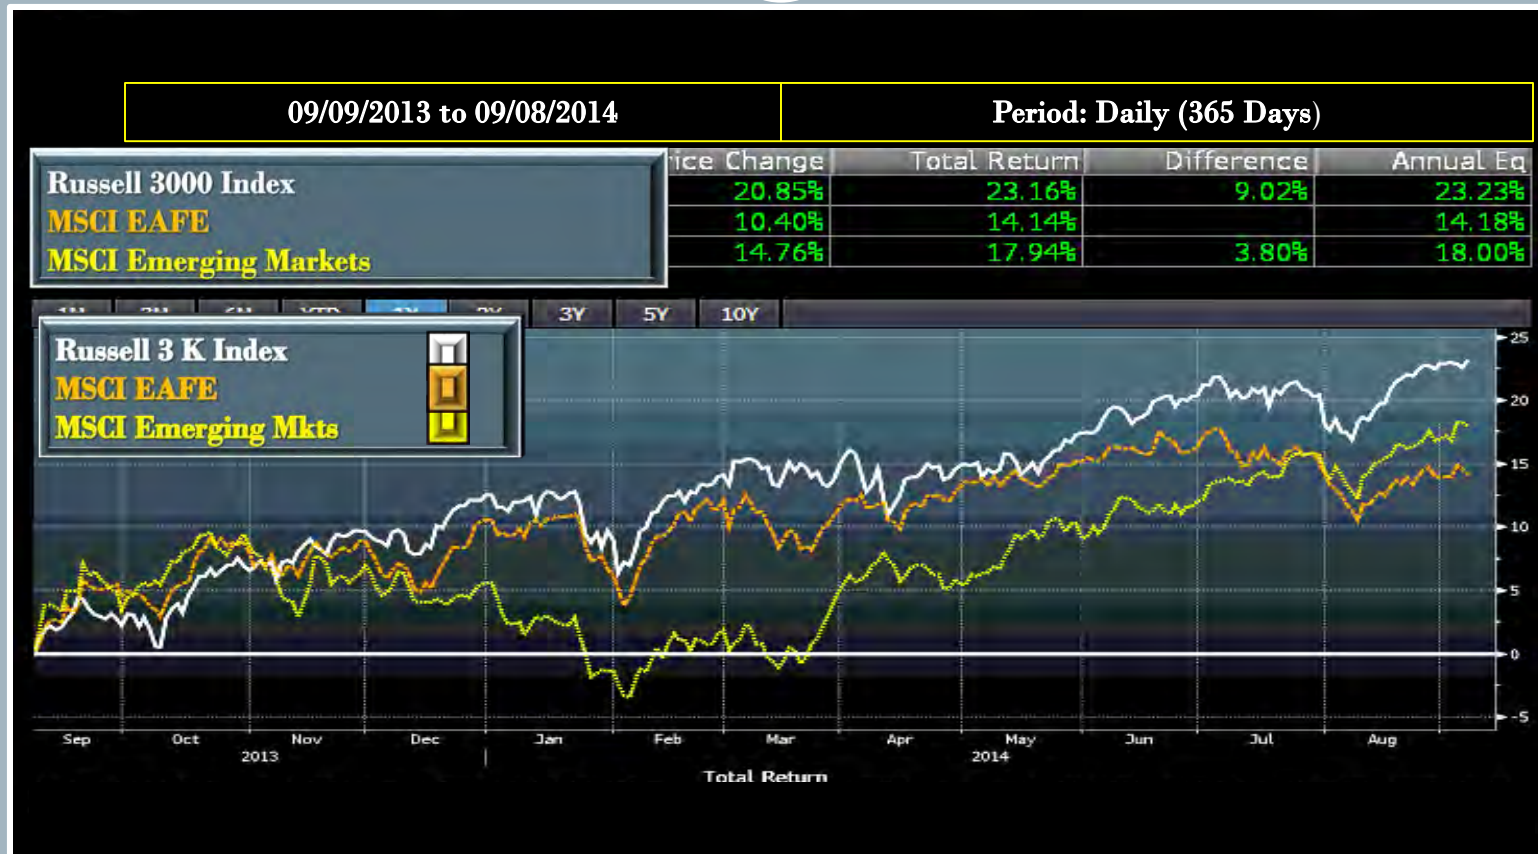 09/09/2013 to 09/08/2014 Period: Daily (365 Days)
ice Change Total Return Difference Annual Eq
Russell 3000 Index 20.85% 23.16% 9.02% 23.23%
MSCI EAFE 10.40% 14.14% 14.18%
MSCI Emerging Markets 14.76% 17.94% 3.80% 18.00%
3Y 5Y 10Y
Russell 3 K Index
MSCI EAFE
MSCI Emerging Mkts
25
20
15
10
5
0
-5
Sep Oct Nov Dec Jan Feb Mar Apr May Jun Jul Aug
2013 2014
Total Return